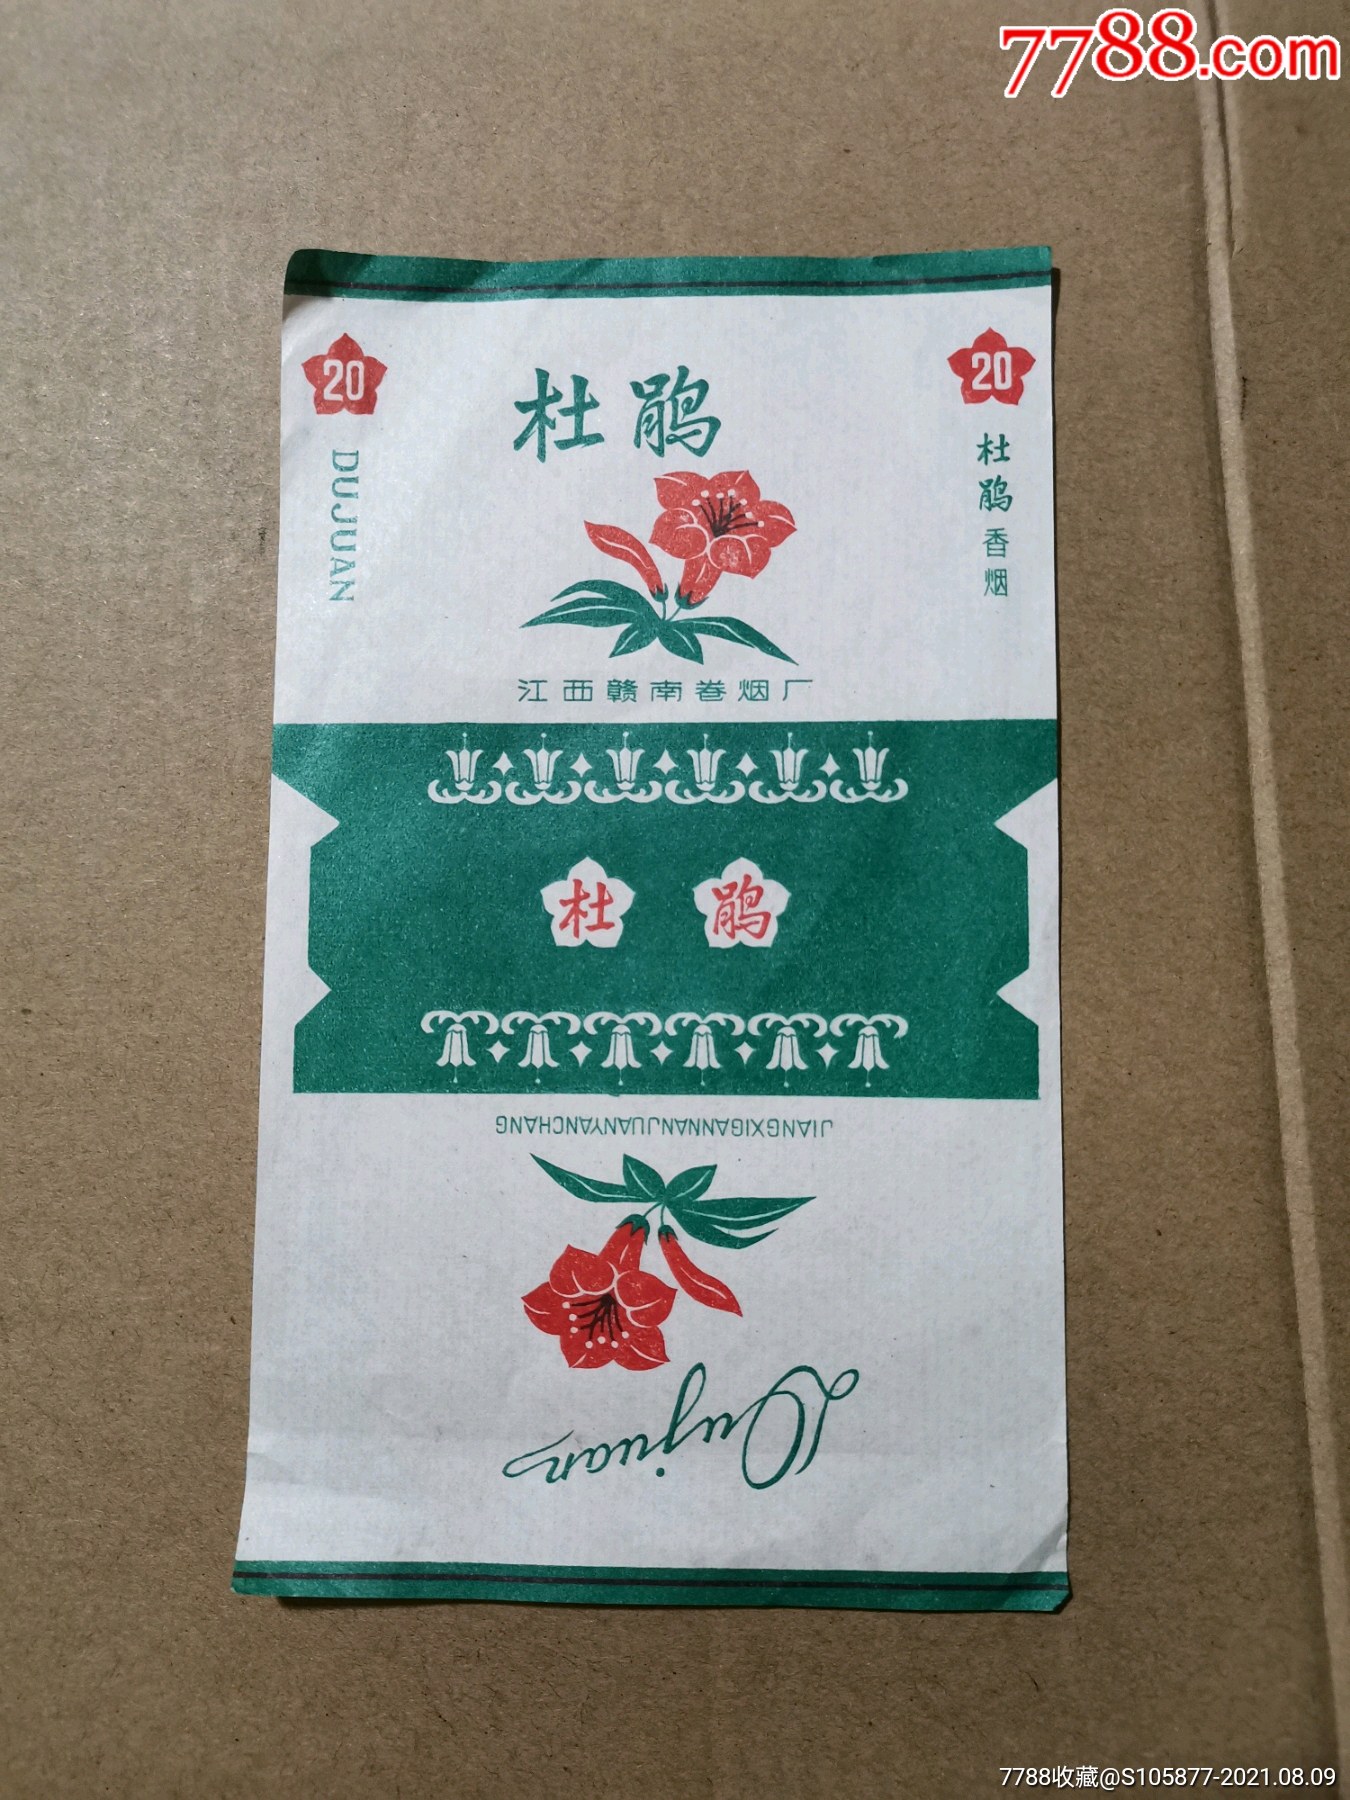 7788.com
20
20
杜鹃
DUJUAN
杜鹃香烟
江西赣南卷烟厂
杜 鹃
JIANGXIGANNANJUANYANCHANG
Dujuan
7788收藏@S105877-2021.08.09